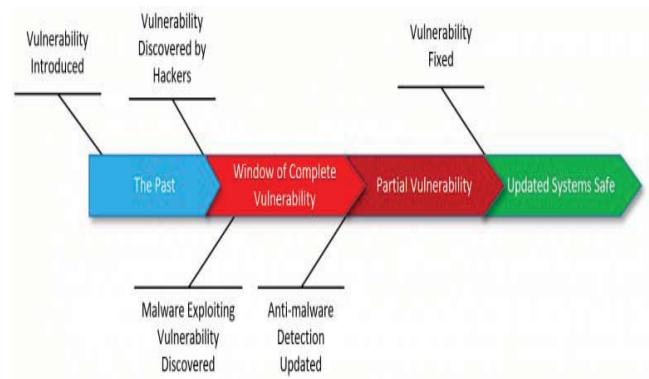 Vulnerability
Introduced
Vulnerability
Discovered by
Hackers
Vulnerability
Fixed
The Past
Window of Complete
Vulnerability
Partial Vulnerability
Updated Systems Safe
Malware Exploiting
Vulnerability
Discovered
Anti-malware
Detection
Updated